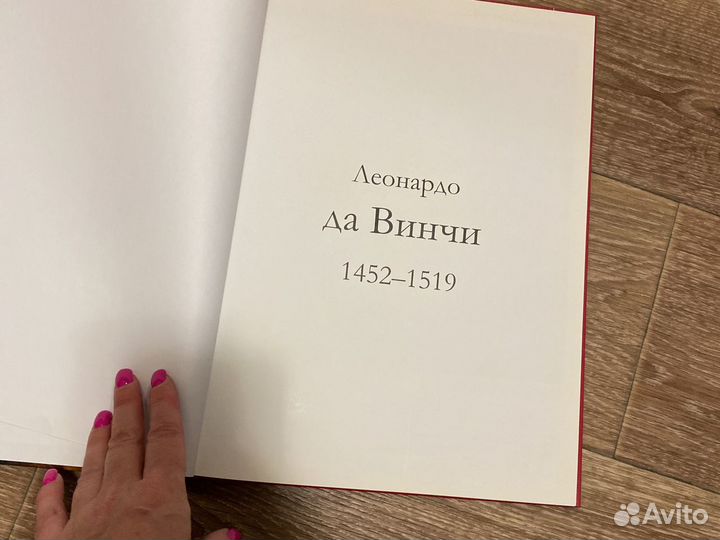 Леонардо
да Винчи
1452–1519
Avito